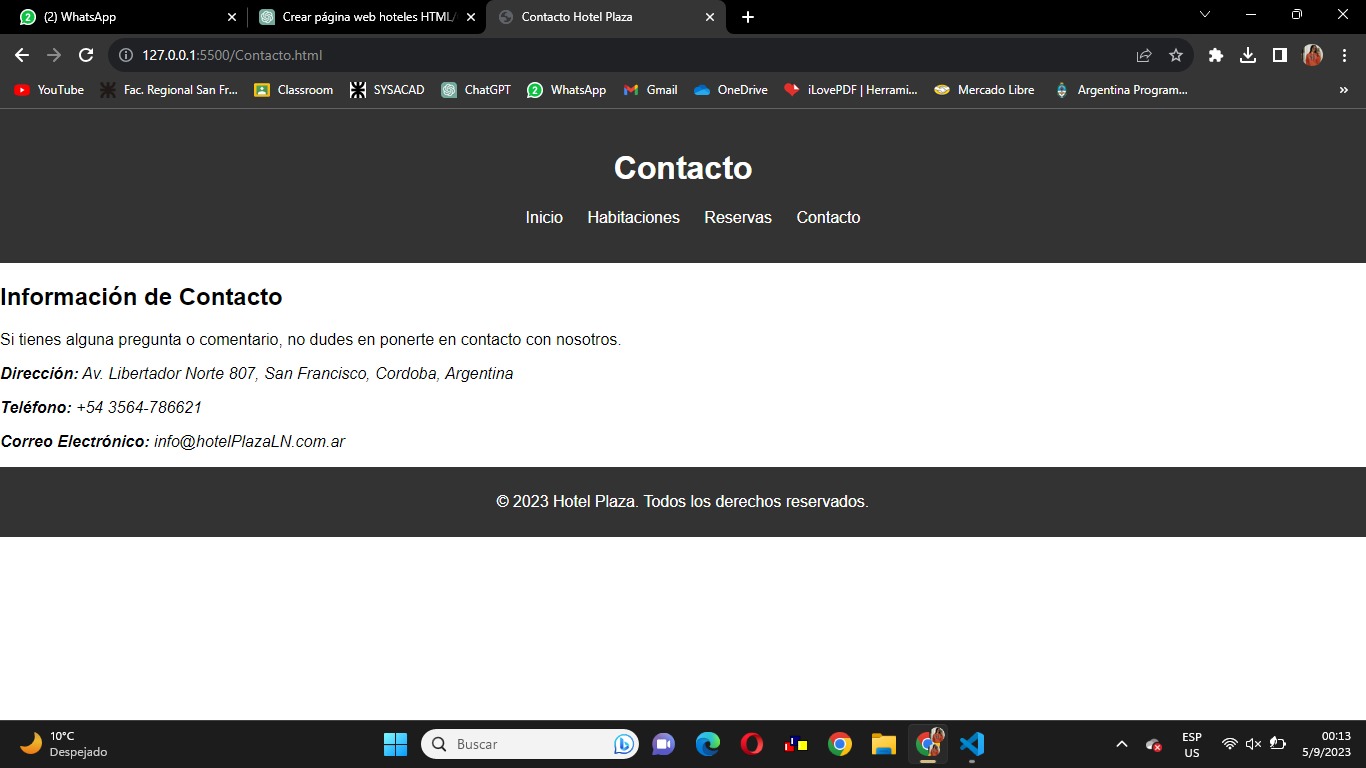 (2) WhatsApp
Crear página web hoteles HTML/
Contacto Hotel Plaza
127.0.0.1:5500/Contacto.html
YouTube
Fac. Regional San Fr...
Classroom
SYSACAD
ChatGPT
WhatsApp
Gmail
OneDrive
iLovePDF | Herrami...
Mercado Libre
Argentina Program...
»
Contacto
Inicio Habitaciones Reservas Contacto
Información de Contacto
Si tienes alguna pregunta o comentario, no dudes en ponerte en contacto con nosotros.
Dirección: Av. Libertador Norte 807, San Francisco, Cordoba, Argentina
Teléfono: +54 3564-786621
Correo Electrónico: info@hotelPlazaLN.com.ar
© 2023 Hotel Plaza. Todos los derechos reservados.
10°C
Despejado
Buscar
ESP
US
00:13
5/9/2023